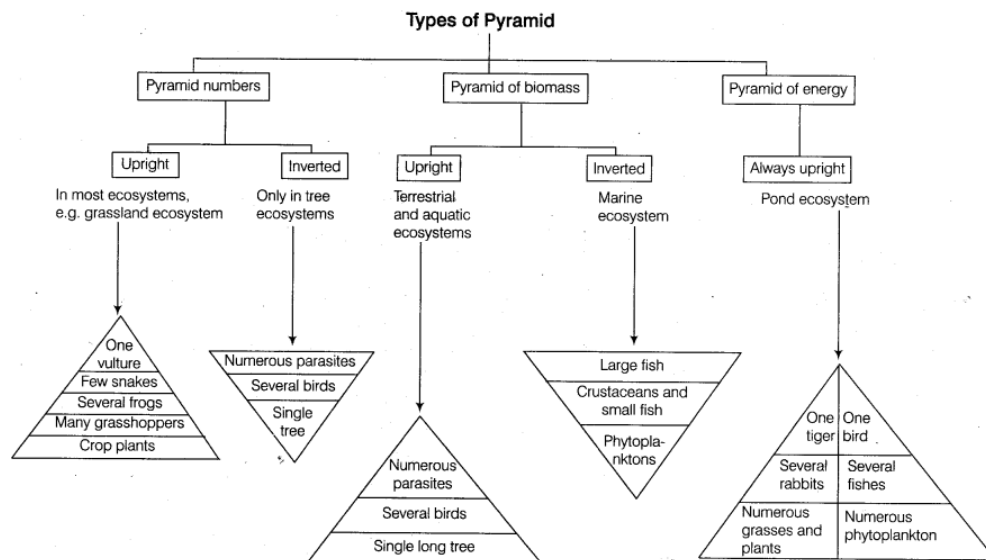 Types of Pyramid
Pyramid numbers
Pyramid of biomass
Pyramid of energy
Upright
Inverted
Upright
Inverted
Always upright
In most ecosystems,
e.g. grassland ecosystem
Only in tree
ecosystems
Terrestrial
and aquatic
ecosystems
Marine
ecosystem
Pond ecosystem
One
vulture
Few snakes
Several frogs
Many grasshoppers
Crop plants
Numerous parasites
Several birds
Single
tree
Numerous
parasites
Several birds
Single long tree
Large fish
Crustaceans and
small fish
Phytopla-
nktons
One
tiger
One
bird
Several
rabbits
Several
fishes
Numerous
grasses and
plants
Numerous
phytoplankton